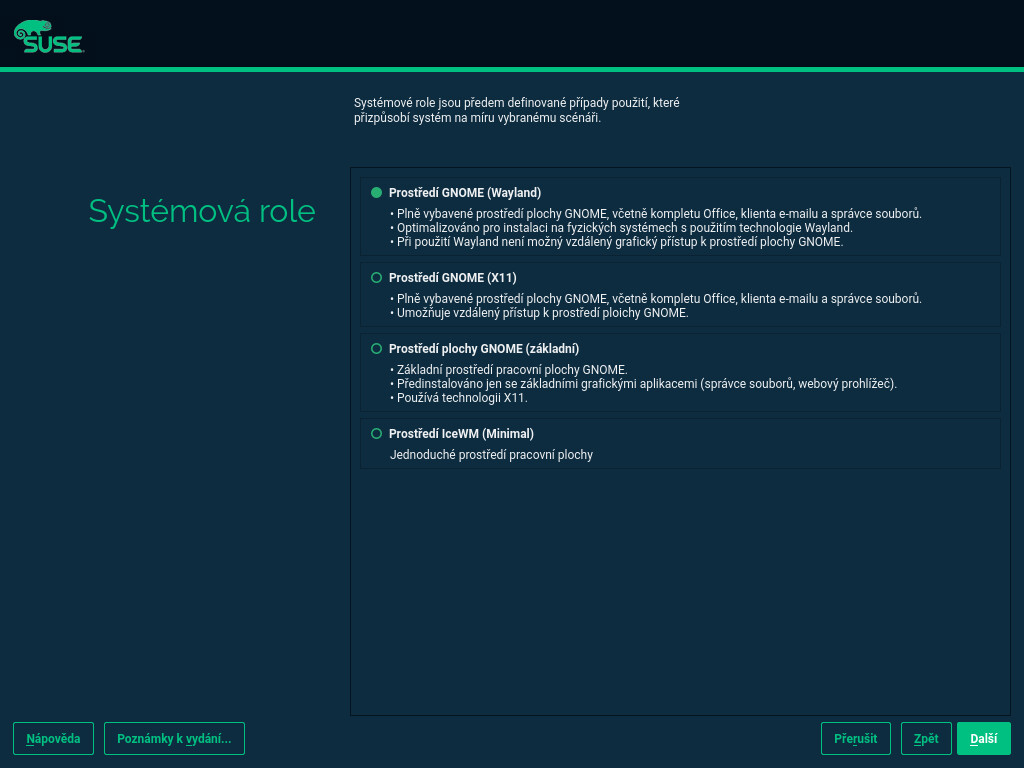 SUSE
Systémové role jsou předem definované případy použití, které
přizpůsobí systém na míru vybranému scénáři.
Systémová role
Prostředí GNOME (Wayland)
• Plně vybavené prostředí plochy GNOME, včetně kompletu Office, klienta e-mailu a správce souborů.
• Optimalizováno pro instalaci na fyzických systémech s použitím technologie Wayland.
• Při použití Wayland není možný vzdálený grafický přístup k prostředí plochy GNOME.
Prostředí GNOME (X11)
• Plně vybavené prostředí plochy GNOME, včetně kompletu Office, klienta e-mailu a správce souborů.
• Umožňuje vzdálený přístup k prostředí ploichy GNOME.
Prostředí plochy GNOME (základní)
• Základní prostředí pracovní plochy GNOME.
• Předinstalováno jen se základními grafickými aplikacemi (správce souborů, webový prohlížeč).
• Používá technologii X11.
Prostředí IceWM (Minimal)
Jednoduché prostředí pracovní plochy
Nápověda
Poznámky k vydání...
Přerušit
Zpět
Další